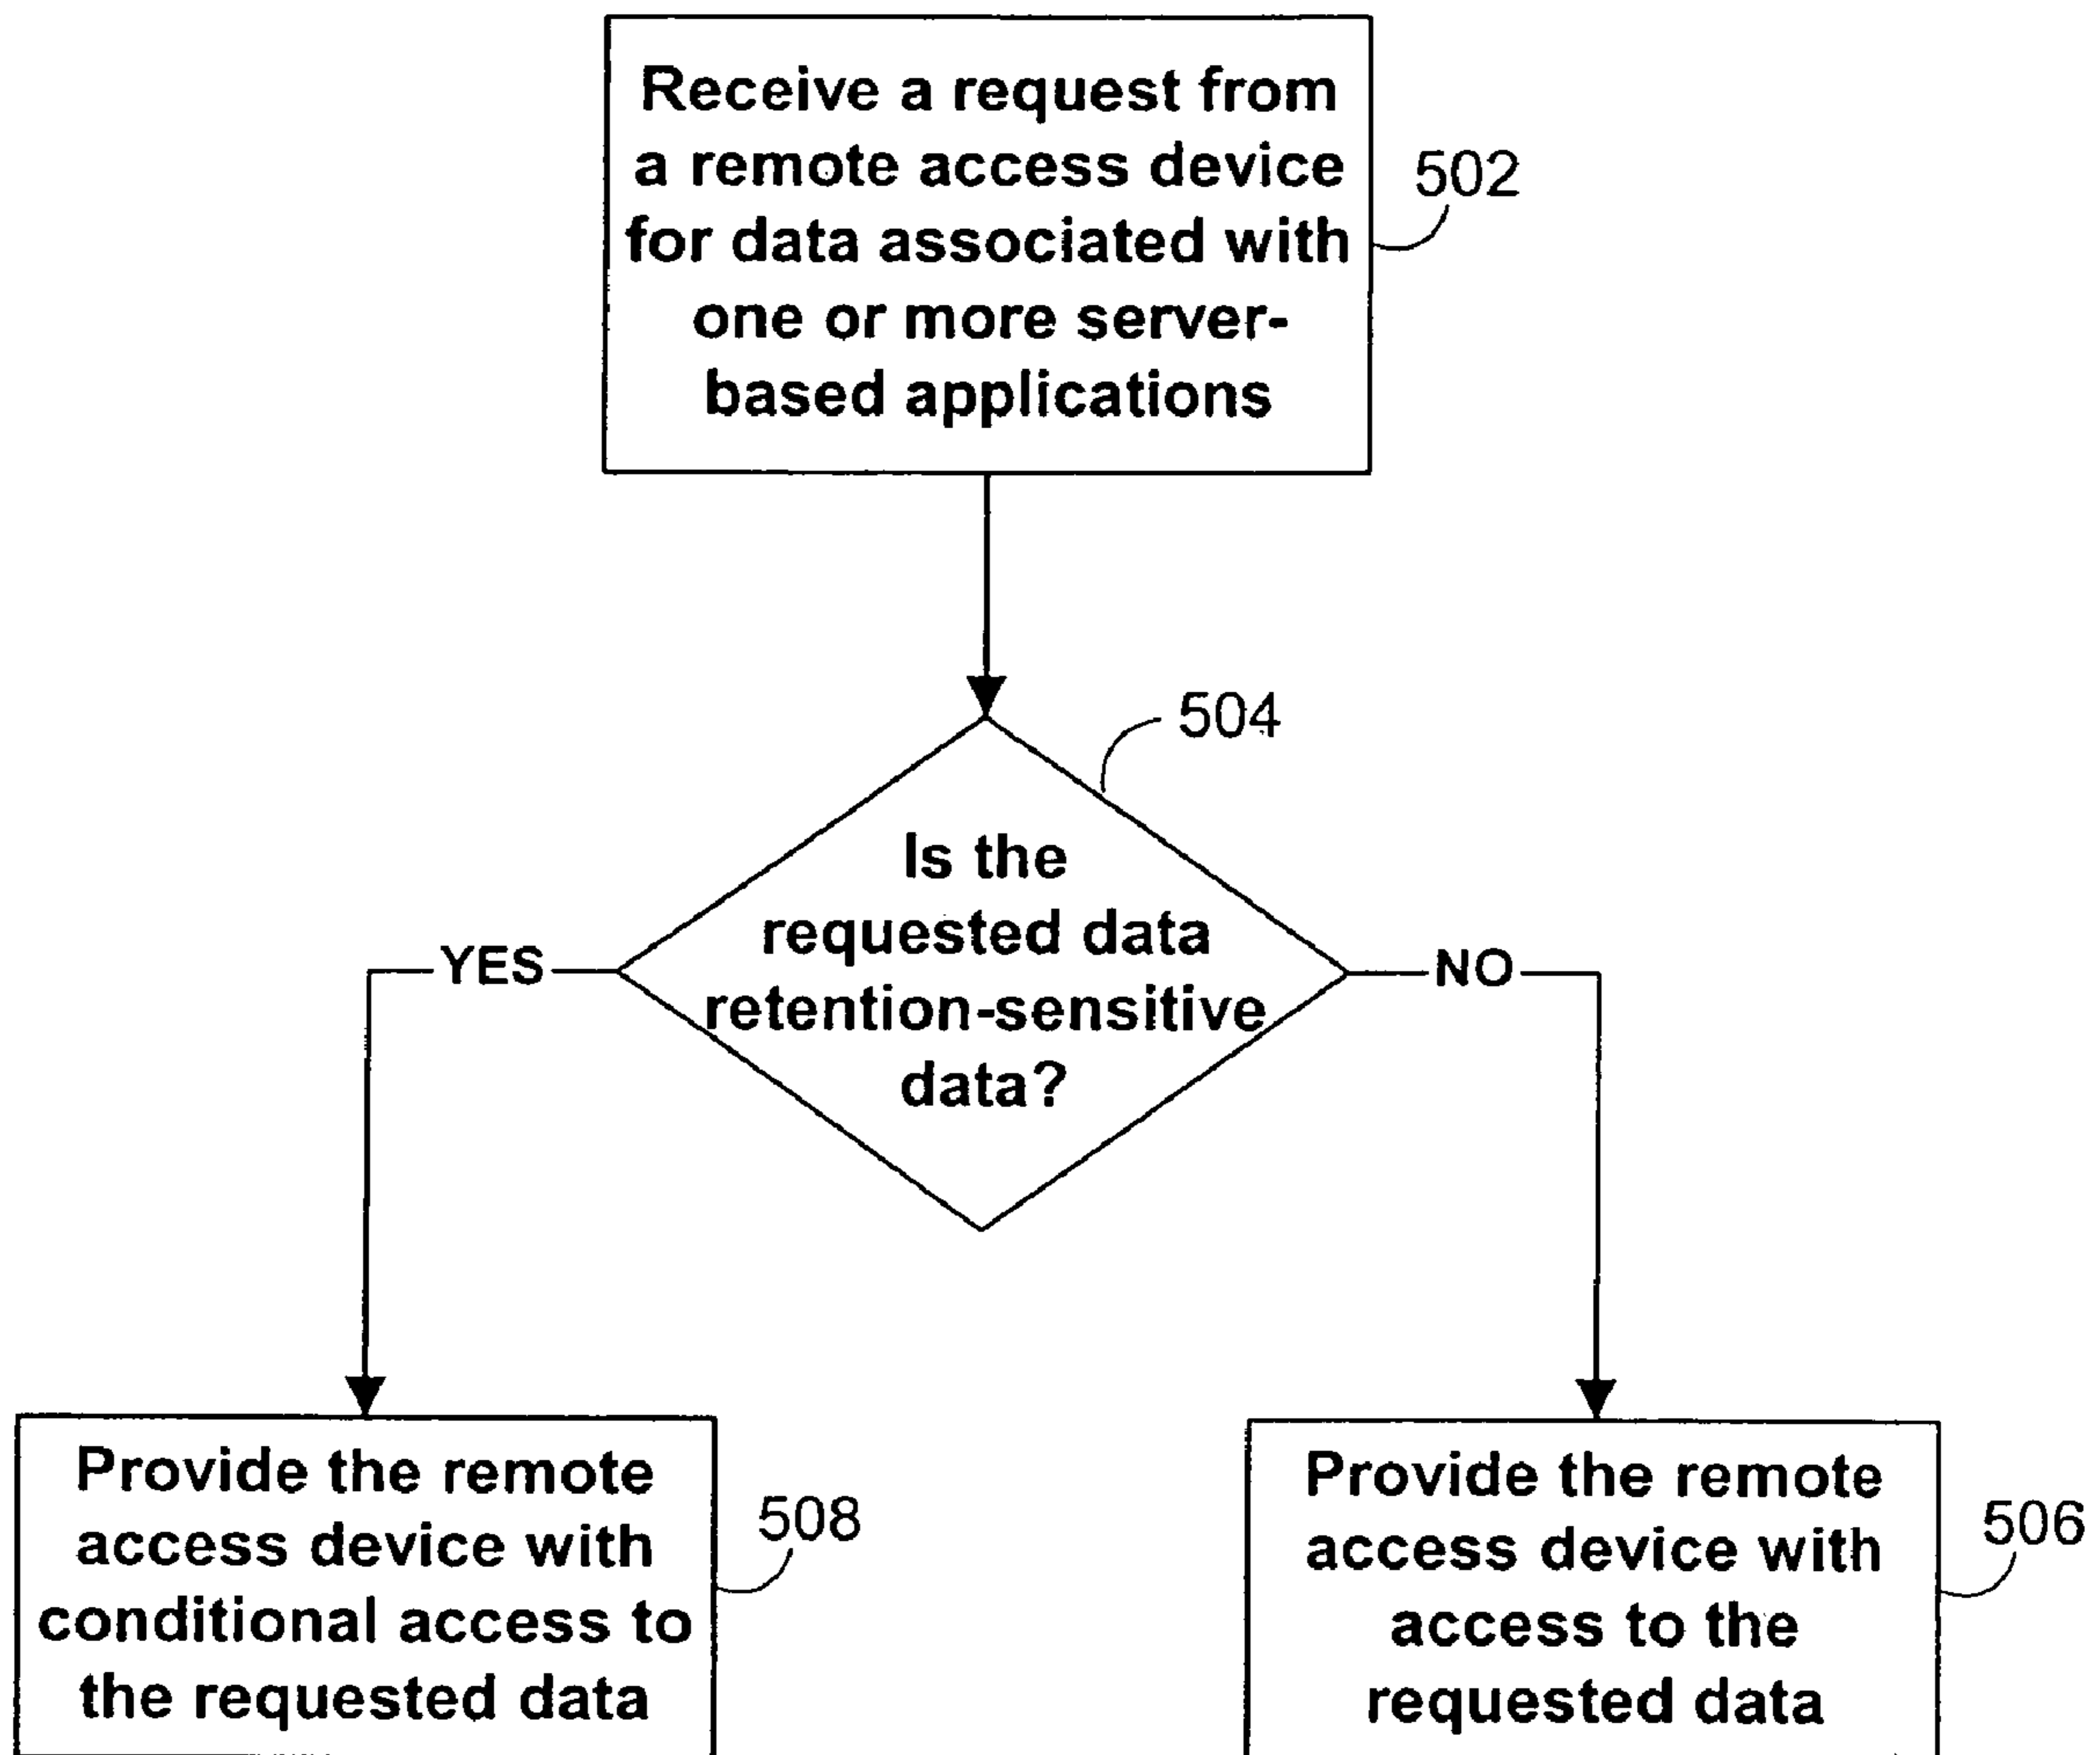 Receive a request from
a remote access device
for data associated with
one or more server-
based applications
502
504
Is the
requested data
retention-sensitive
data?
YES
NO
Provide the remote
access device with
conditional access to
the requested data
508
Provide the remote
access device with
access to the
requested data
506